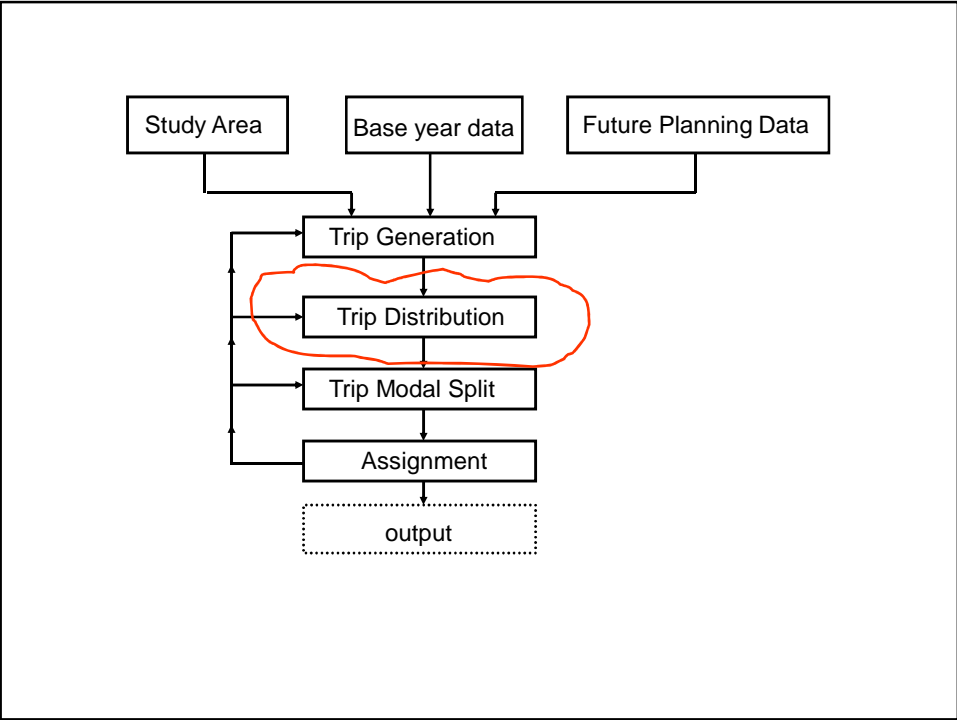 Study Area
Base year data
Future Planning Data
Trip Generation
Trip Distribution
Trip Modal Split
Assignment
output